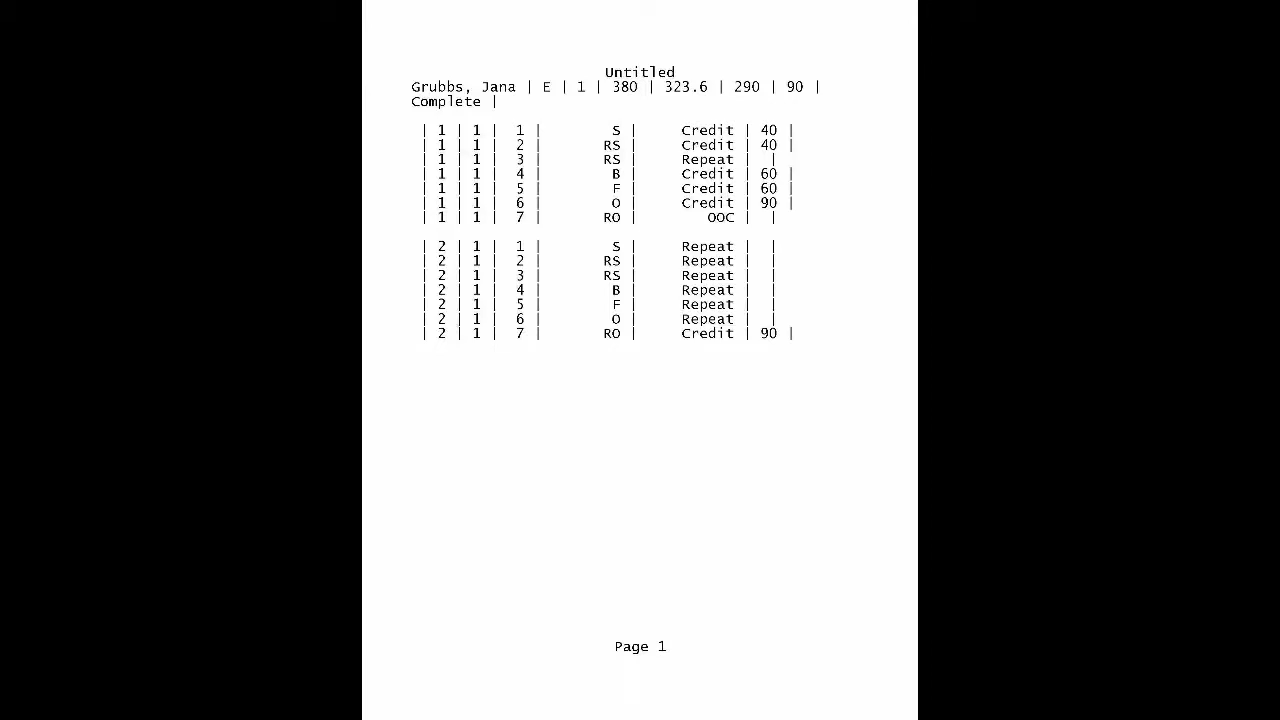 Untitled
Grubbs, Jana | E | 1 | 380 | 323.6 | 290 | 90 |
Complete |
| 1 | 1 | 1 | S | Credit | 40 |
| 1 | 1 | 2 | RS | Credit | 40 |
| 1 | 1 | 3 | RS | Repeat | |
| 1 | 1 | 4 | B | Credit | 60 |
| 1 | 1 | 5 | F | Credit | 60 |
| 1 | 1 | 6 | O | Credit | 90 |
| 1 | 1 | 7 | RO | OOC | |
| 2 | 1 | 1 | S | Repeat | |
| 2 | 1 | 2 | RS | Repeat | |
| 2 | 1 | 3 | RS | Repeat | |
| 2 | 1 | 4 | B | Repeat | |
| 2 | 1 | 5 | F | Repeat | |
| 2 | 1 | 6 | O | Repeat | |
| 2 | 1 | 7 | RO | Credit | 90 |
Page 1